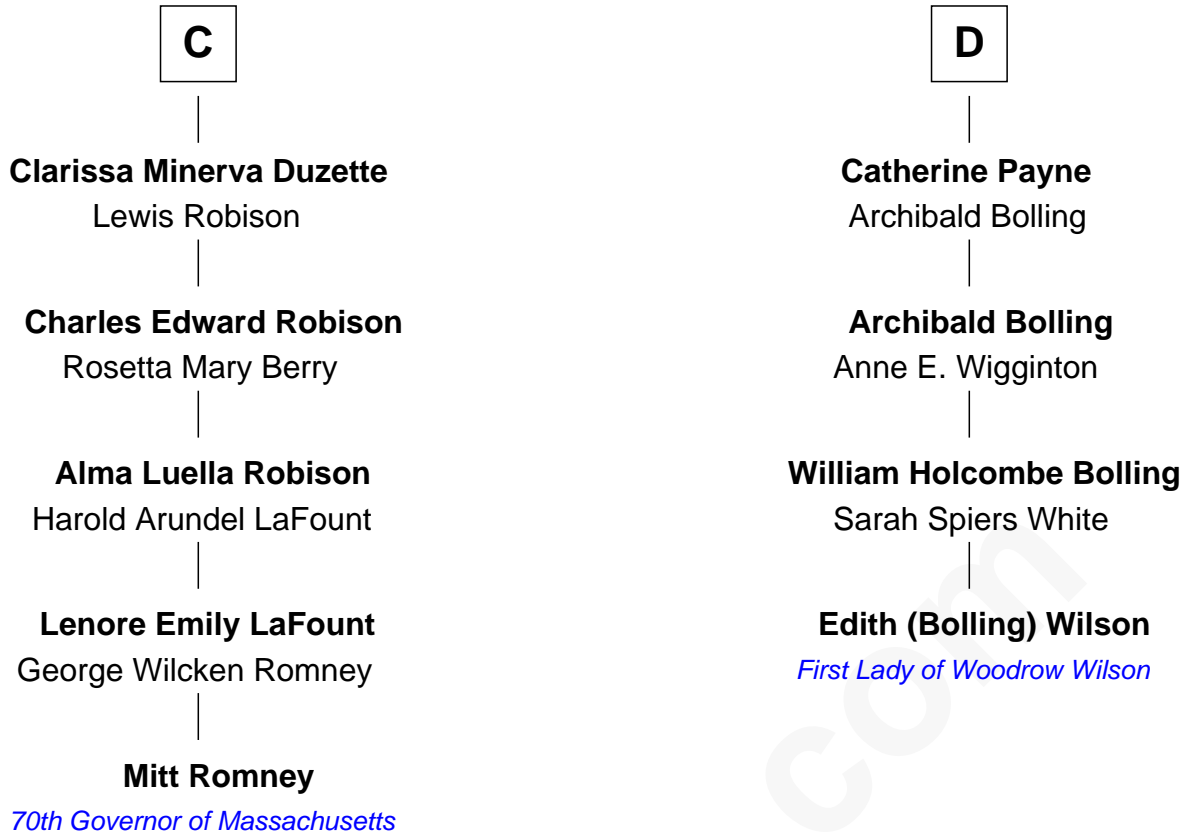 C
Clarissa Minerva Duzette
Lewis Robison
Charles Edward Robison
Rosetta Mary Berry
Alma Luella Robison
Harold Arundel LaFount
Lenore Emily LaFount
George Wilcken Romney
Mitt Romney
70th Governor of Massachusetts
D
Catherine Payne
Archibald Bolling
Archibald Bolling
Anne E. Wigginton
William Holcombe Bolling
Sarah Spiers White
Edith (Bolling) Wilson
First Lady of Woodrow Wilson
com